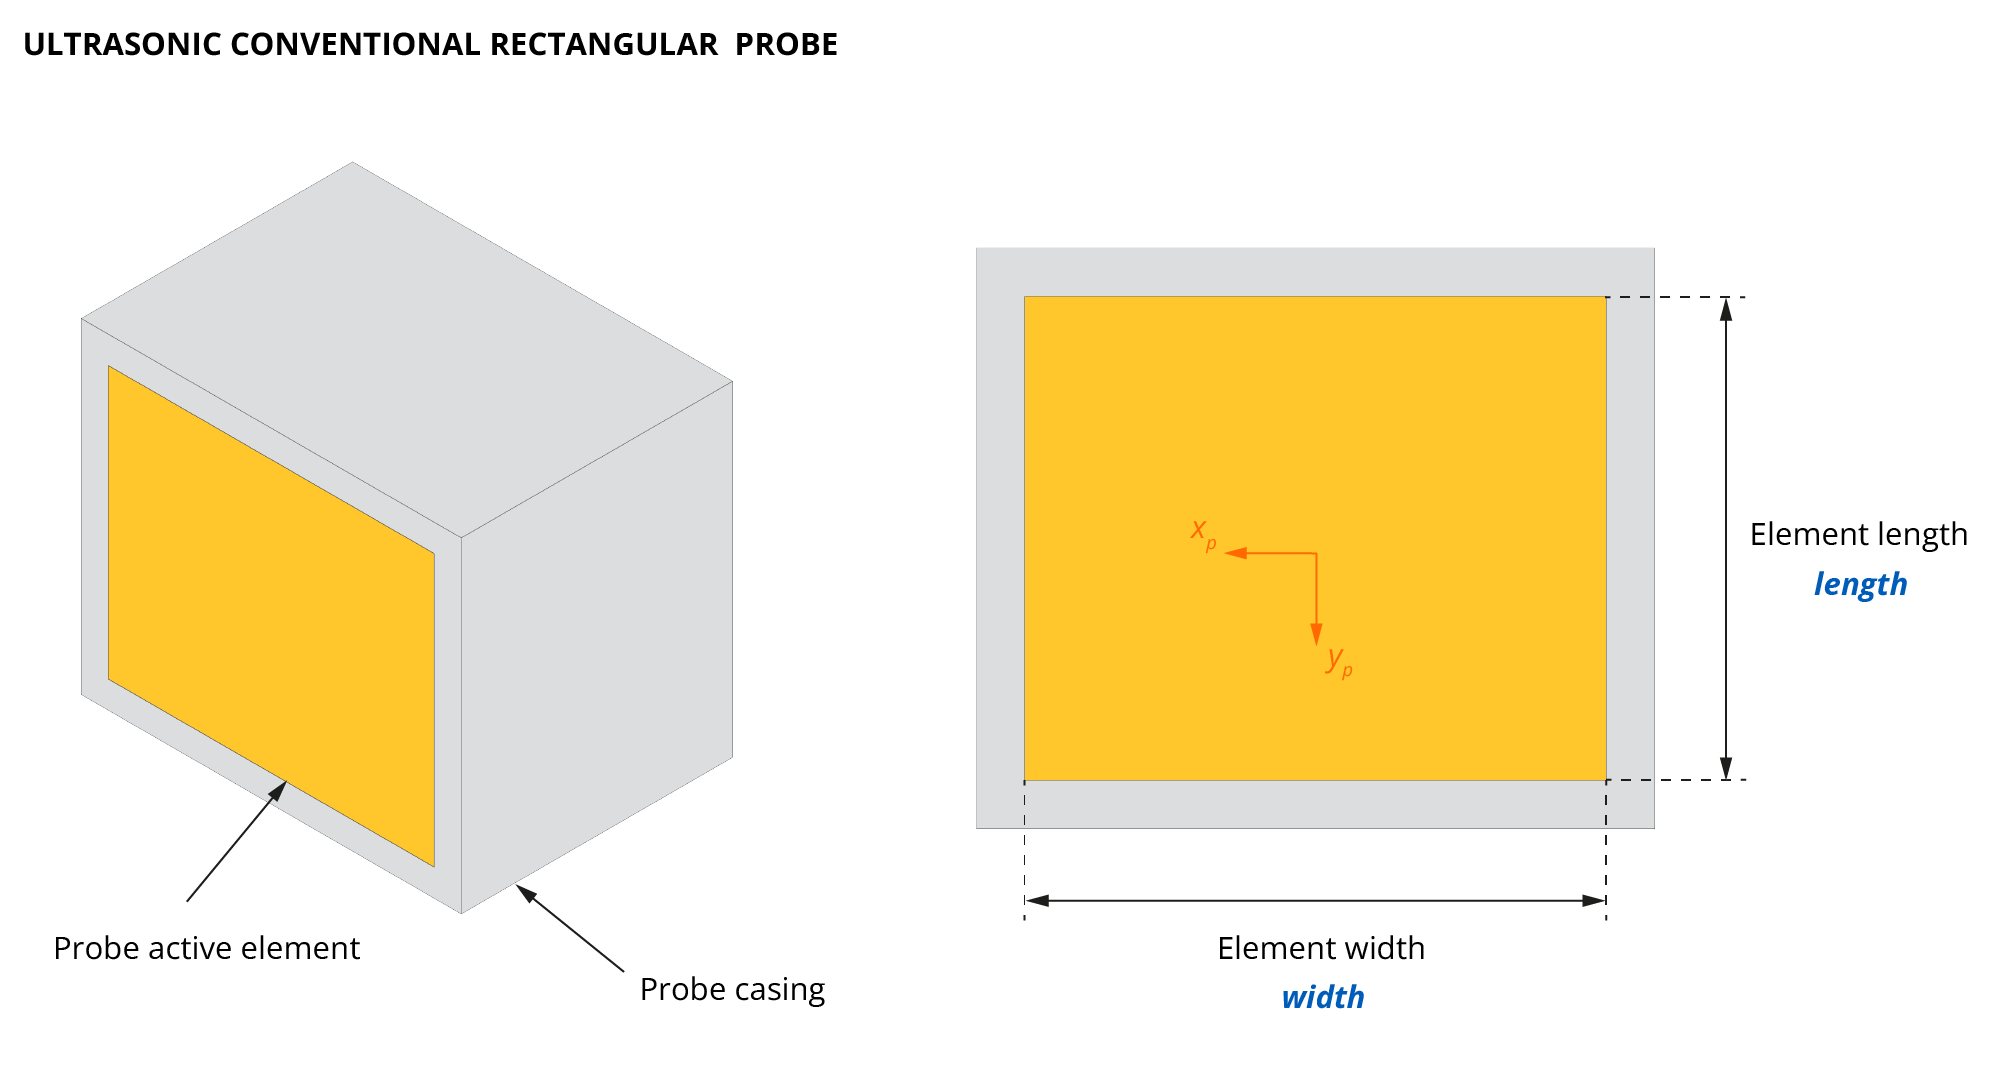 ULTRASONIC CONVENTIONAL RECTANGULAR  PROBE
x_p
y_p
Element length
length
Probe active element
Probe casing
Element width
width